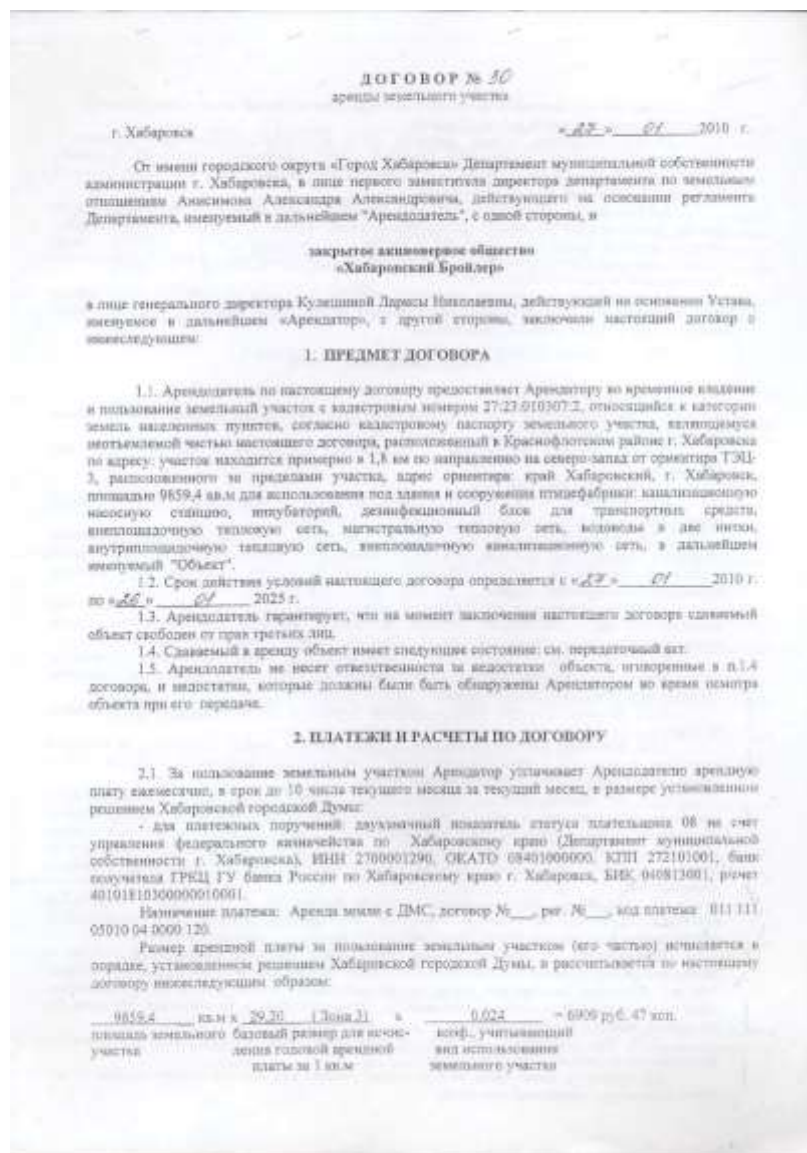 ДОГОВОР № 30
аренды земельного участка
г. Хабаровск « 27 » 01 2010 г.
От имени городского округа «Город Хабаровск» Департамент муниципальной собственности
администрации г. Хабаровска, в лице первого заместителя директора департамента по земельным
отношениям Анисимова Александра Александровича, действующего на основании регламента
Департамента, именуемый в дальнейшем "Арендодатель", с одной стороны, и
закрытое акционерное общество
«Хабаровский Бройлер»
в лице генерального директора Кулешиной Ларисы Николаевны, действующей на основании Устава,
именуемое в дальнейшем «Арендатор», с другой стороны, заключили настоящий договор о
нижеследующем:
1. ПРЕДМЕТ ДОГОВОРА
1.1. Арендодатель по настоящему договору предоставляет Арендатору во временное владение
и пользование земельный участок с кадастровым номером 27:23:010307:2, относящийся к категории
земель населенных пунктов, согласно кадастровому паспорту земельного участка, являющемуся
неотъемлемой частью настоящего договора, расположенный в Краснофлотском районе г. Хабаровска
по адресу: участок находится примерно в 1,8 км по направлению на северо-запад от ориентира ТЭЦ-
3, расположенного за пределами участка, адрес ориентира: край Хабаровский, г. Хабаровск,
площадью 9859,4 кв.м для использования под здания и сооружения птицефабрики: канализационную
насосную станцию, инкубаторий, дезинфекционный блок для транспортных средств,
внеплощадочную тепловую сеть, магистральную тепловую сеть, водоводы в две нитки,
внутриплощадочную тепловую сеть, внеплощадочную канализационную сеть, в дальнейшем
именуемый "Объект".
1.2. Срок действия условий настоящего договора определяется с « 27 » 01 2010 г.
по « 26 » 01 2025 г.
1.3. Арендодатель гарантирует, что на момент заключения настоящего договора сдаваемый
объект свободен от прав третьих лиц.
1.4. Сдаваемый в аренду объект имеет следующее состояние: см. передаточный акт.
1.5. Арендодатель не несет ответственности за недостатки объекта, оговоренные в п.1.4
договора, и недостатки, которые должны были быть обнаружены Арендатором во время осмотра
объекта при его передаче.
2. ПЛАТЕЖИ И РАСЧЕТЫ ПО ДОГОВОРУ
2.1. За пользование земельным участком Арендатор уплачивает Арендодателю арендную
плату ежемесячно, в срок до 10 числа текущего месяца за текущий месяц, в размере установленном
решением Хабаровской городской Думы:
- для платежных поручений: двухзначный показатель статуса плательщика 08 на счет
управления федерального казначейства по Хабаровскому краю (Департамент муниципальной
собственности г. Хабаровска), ИНН 2700001290, ОКАТО 08401000000, КПП 272101001, банк
получателя ГРКЦ ГУ банка России по Хабаровскому краю г. Хабаровск, БИК 040813001, р/счет
40101810300000010001.
Назначение платежа: Аренда земли с ДМС, договор №___, рег. №___, код платежа 011 111
05010 04 0000 120.
Размер арендной платы за пользование земельным участком (его частью) исчисляется в
порядке, установленном решением Хабаровской городской Думы, и рассчитывается по настоящему
договору нижеследующим образом:
9859,4 кв.м х 29,20 (Зона 3) х 0,024 = 6909 руб. 47 коп.
площадь земельного базовый размер для исчис- коэф., учитывающий
участка ления годовой арендной вид использования
платы за 1 кв.м земельного участка